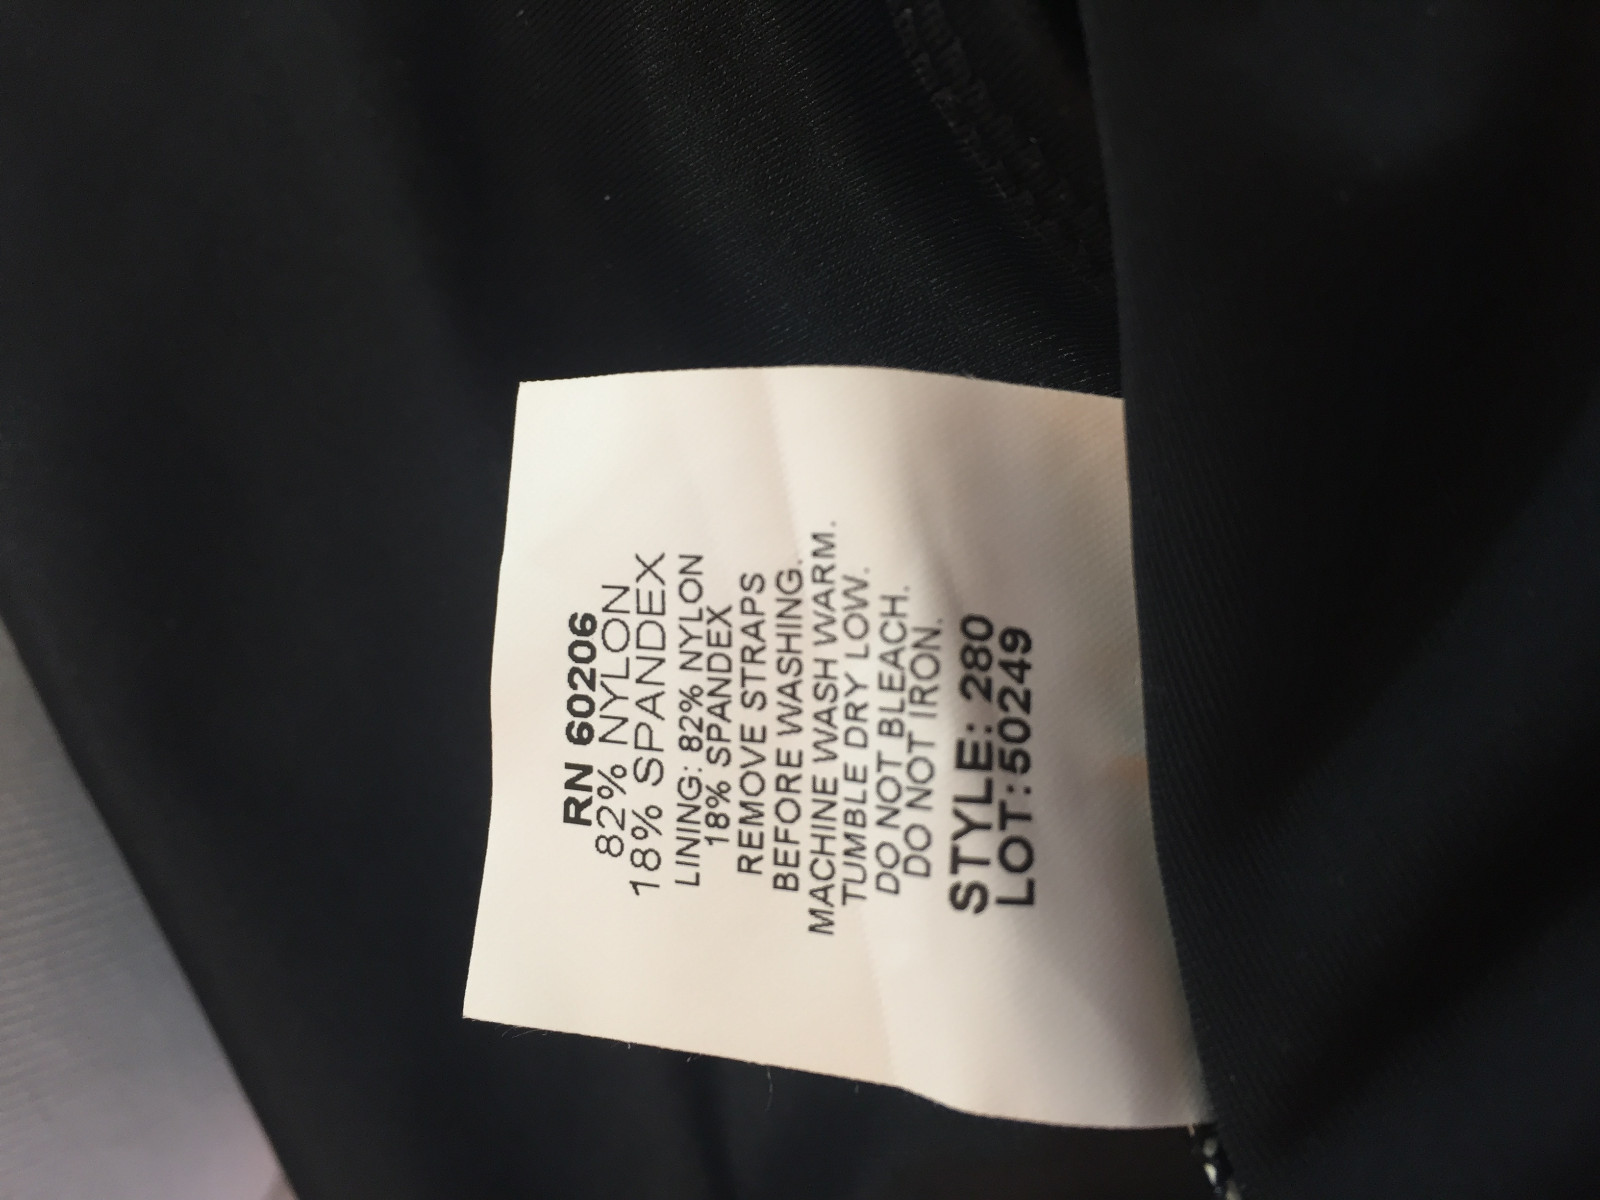 RN 60206
82% NYLON
18% SPANDEX
LINING: 82% NYLON
18% SPANDEX
REMOVE STRAPS
BEFORE WASHING.
MACHINE WASH WARM.
TUMBLE DRY LOW.
DO NOT BLEACH.
DO NOT IRON.
STYLE: 280
LOT:50249